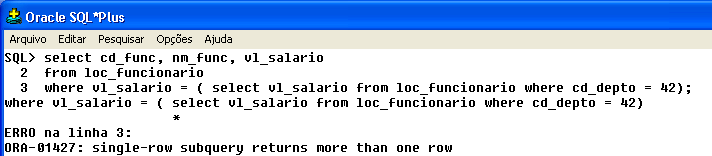 Oracle SQL*Plus
Arquivo Editar Pesquisar Opções Ajuda
SQL> select cd_func, nm_func, vl_salario
  2  from loc_funcionario
  3  where vl_salario = ( select vl_salario from loc_funcionario where cd_depto = 42);
where vl_salario = ( select vl_salario from loc_funcionario where cd_depto = 42)
                     *
ERRO na linha 3:
ORA-01427: single-row subquery returns more than one row